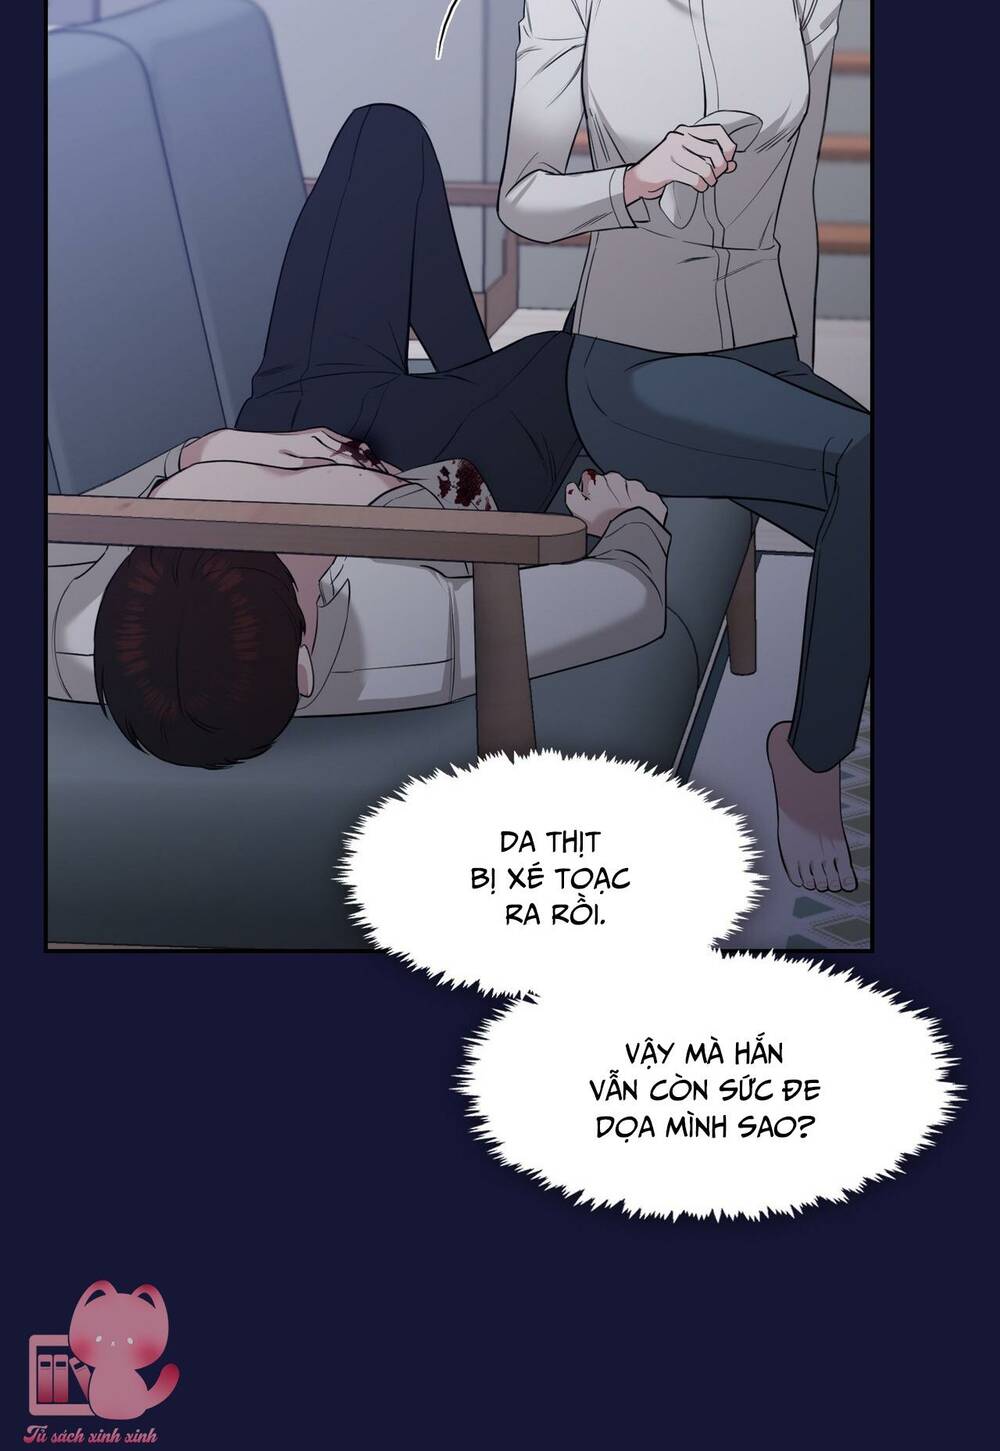 DA THỊT
BỊ XÉ TOẠC
RA RỒI.
VẬY MÀ HẮN
VẪN CÒN SỨC ĐE
DỌA MÌNH SAO?
Tủ sách xinh xinh